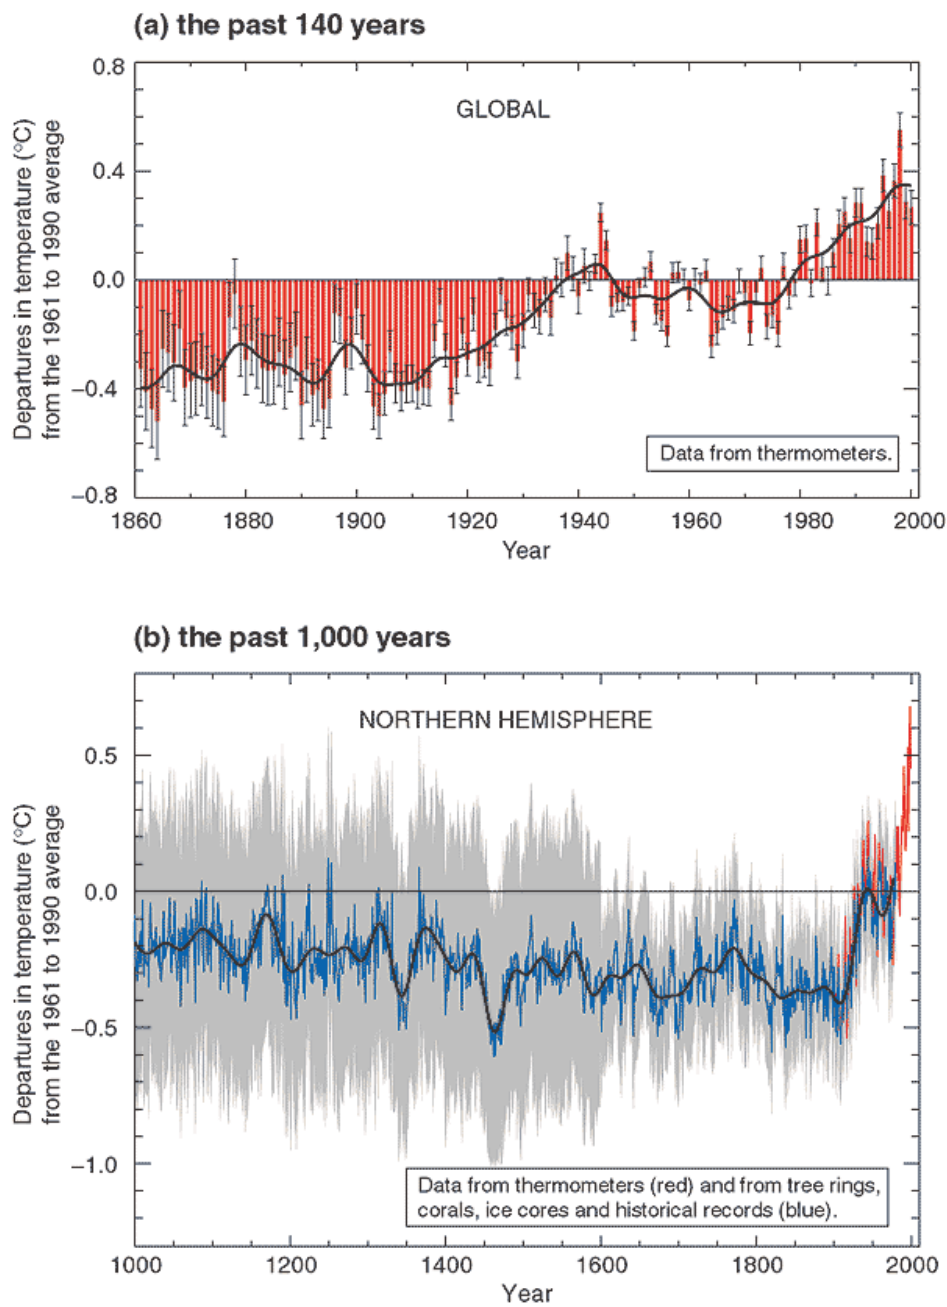 (a) the past 140 years
GLOBAL
Departures in temperature (°C)
from the 1961 to 1990 average
0.8
0.4
0.0
−0.4
−0.8
Data from thermometers.
1860 1880 1900 1920 1940 1960 1980 2000
Year
(b) the past 1,000 years
NORTHERN HEMISPHERE
Departures in temperature (°C)
from the 1961 to 1990 average
0.5
0.0
−0.5
−1.0
Data from thermometers (red) and from tree rings,
corals, ice cores and historical records (blue).
1000 1200 1400 1600 1800 2000
Year